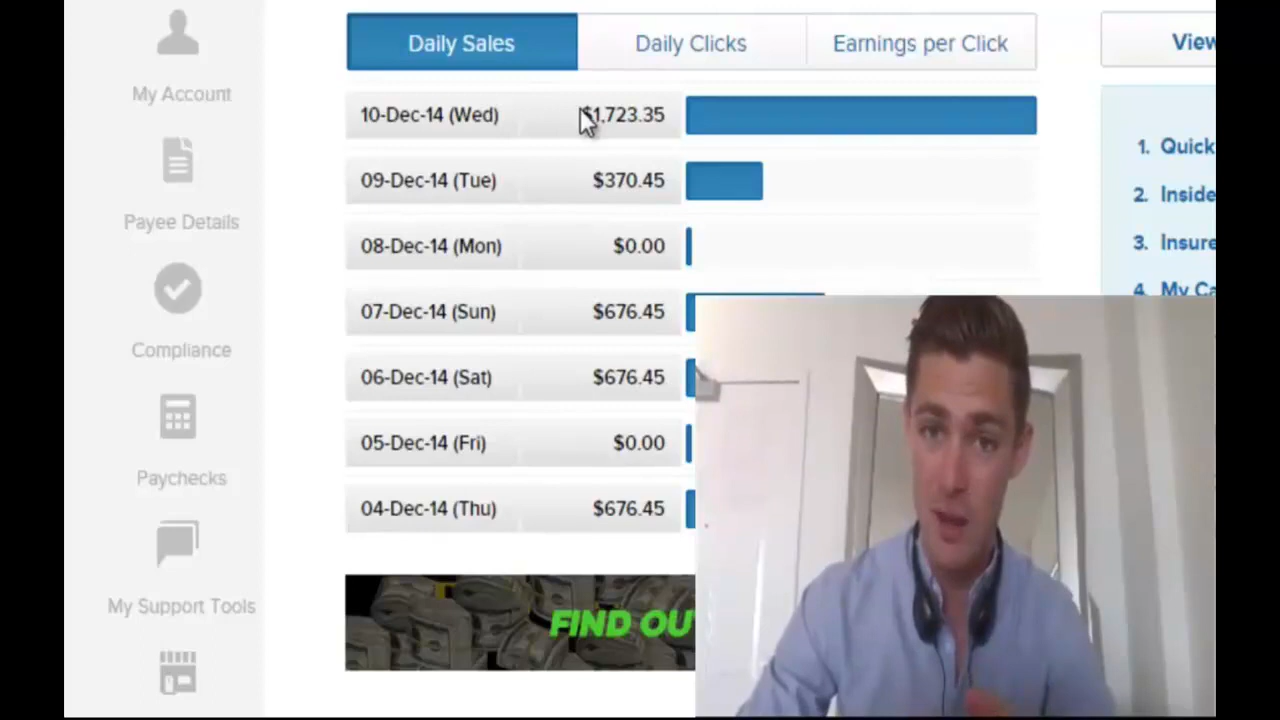 Daily Sales Daily Clicks Earnings per Click
View
10-Dec-14 (Wed) $1,723.35
09-Dec-14 (Tue) $370.45
08-Dec-14 (Mon) $0.00
07-Dec-14 (Sun) $676.45
06-Dec-14 (Sat) $676.45
05-Dec-14 (Fri) $0.00
04-Dec-14 (Thu) $676.45
My Account
Payee Details
Compliance
Paychecks
My Support Tools
1. Quick
2. Inside
3. Insure
4. My Ca
FIND OU